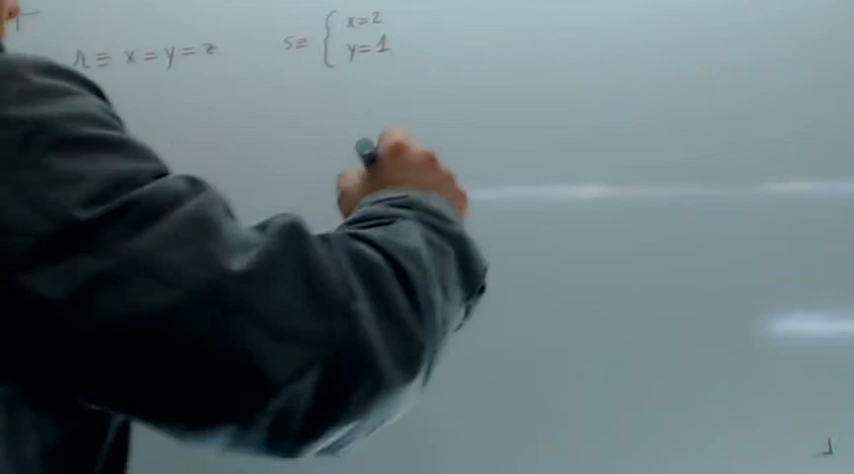 r ≡ x = y = z
s ≡ { x = 2
y = 1